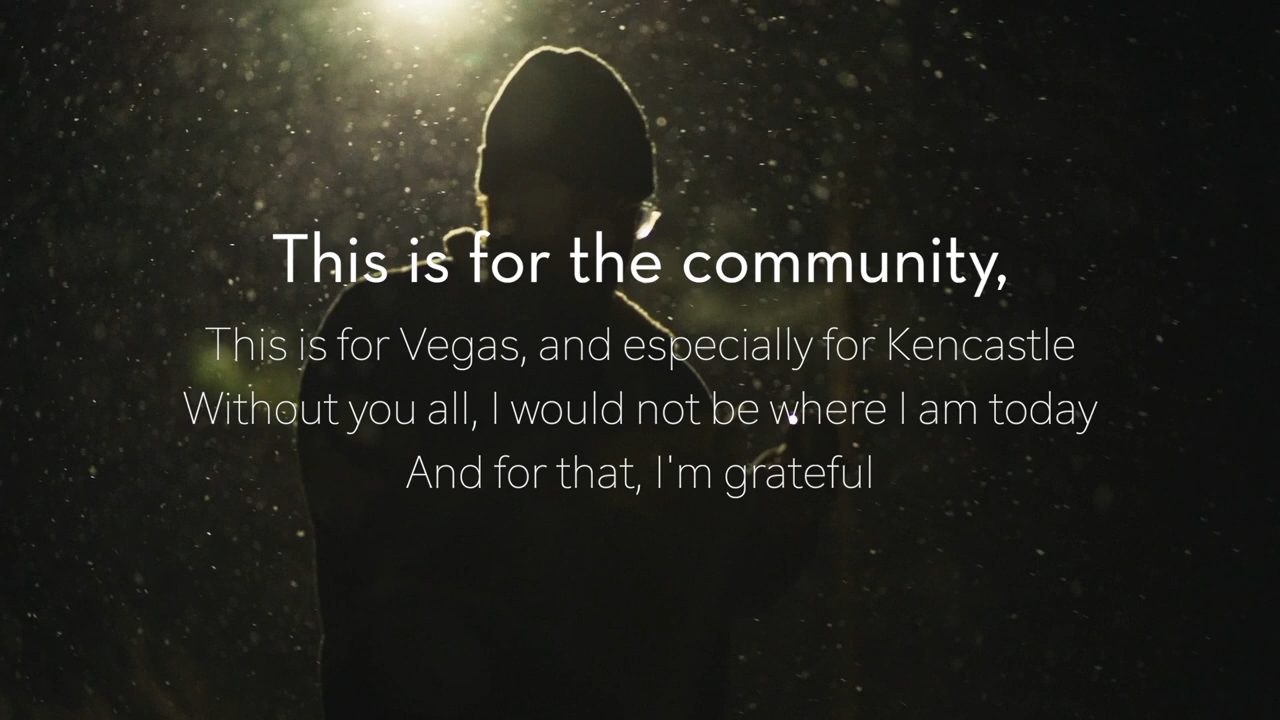 This is for the community,
This is for Vegas, and especially for Kencastle
Without you all, I would not be where I am today
And for that, I'm grateful